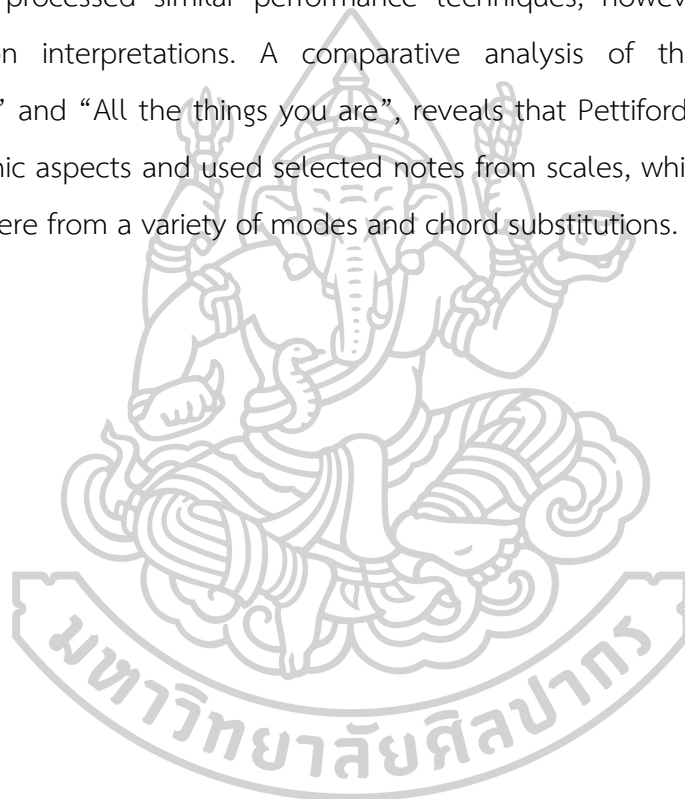 processed similar performance techniques, howev
on interpretations. A comparative analysis of th
” and “All the things you are”, reveals that Pettiford
nic aspects and used selected notes from scales, whi
ere from a variety of modes and chord substitutions.
มหาวิทยาลัยศิลปากร